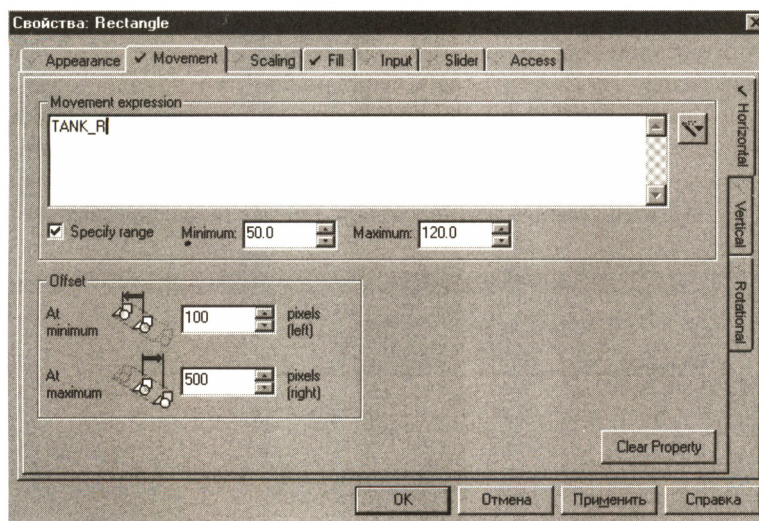 Свойства: Rectangle
Appearance Movement Scaling Fill Input Slider Access
Movement expression
TANK_R
Specify range Minimum: 50.0 Maximum: 120.0
Offset
At minimum
100
pixels (left)
At maximum
500
pixels (right)
Horizontal
Vertical
Rotational
Clear Property
OK Отмена Применить Справка